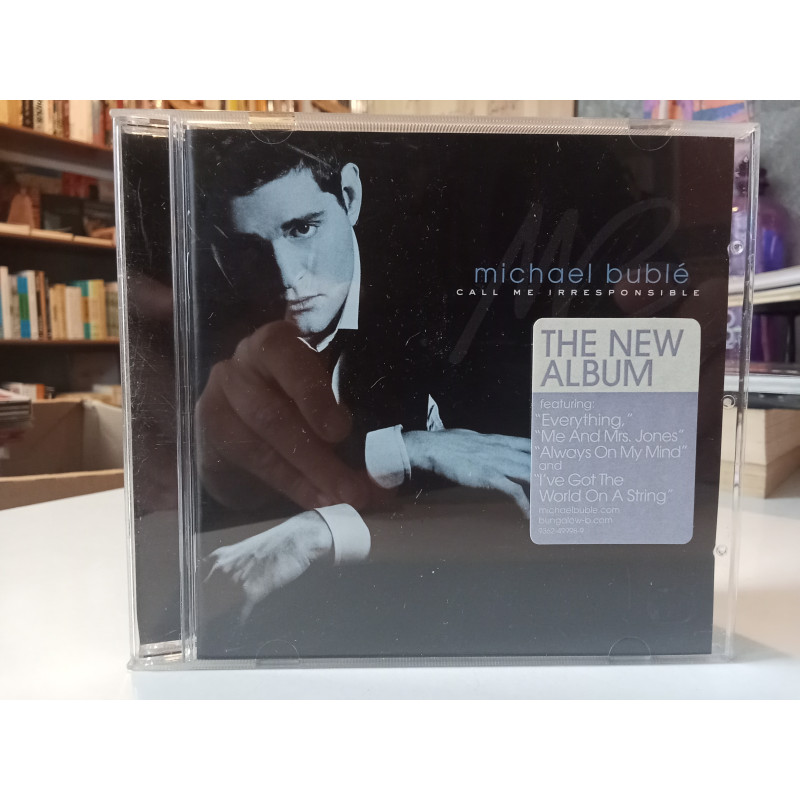 michael bublé
CALL ME IRRESPONSIBLE
THE NEW
ALBUM
featuring:
"Everything,"
"Me And Mrs. Jones"
"Always On My Mind"
and
"I've Got The
World On A String"
michaelbuble.com
bungalow-b.com